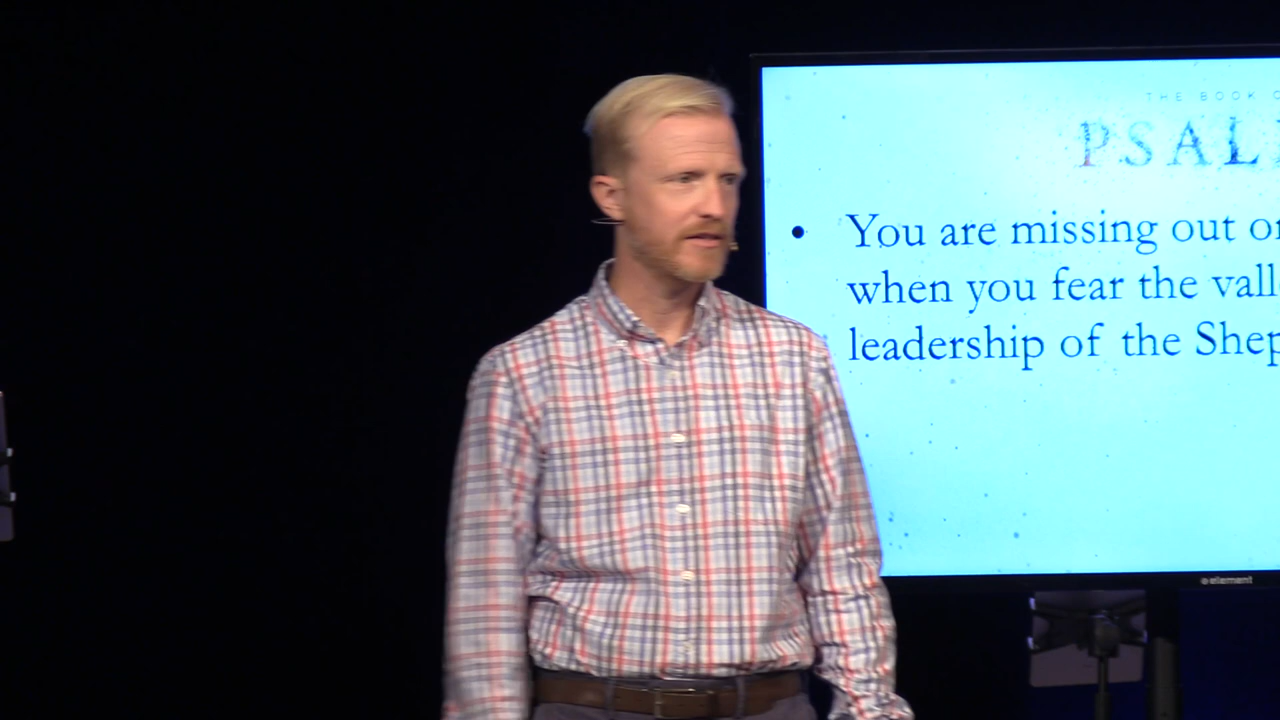 THE BOOK
PSAL
• You are missing out
when you fear the
leadership of the
element